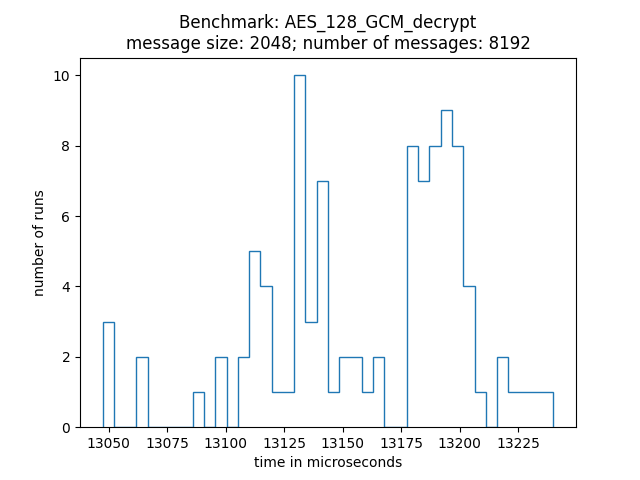 Benchmark: AES_128_GCM_decrypt
message size: 2048; number of messages: 8192
10
8
6
4
2
0
number of runs
13050 13075 13100 13125 13150 13175 13200 13225
time in microseconds